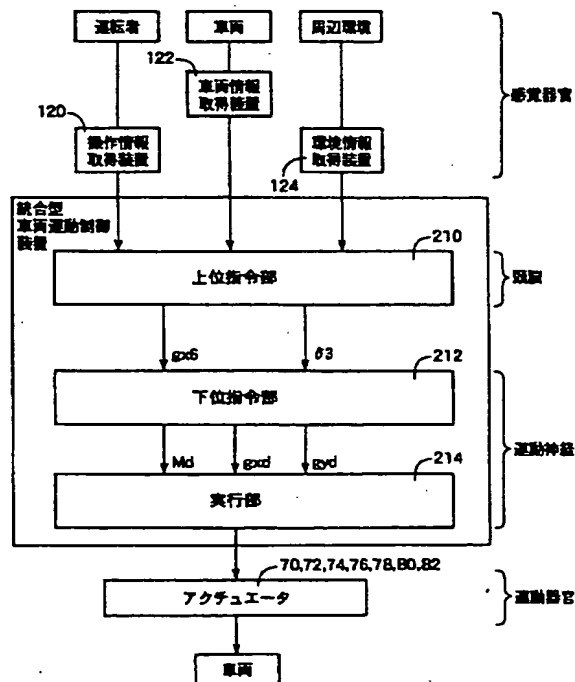 運転者
車両
周辺環境
122
車両情報
取得装置
120
操作情報
取得装置
環境情報
取得装置
124
感覚器官
統合型
車両運動制御
装置
210
上位指令部
頭脳
gx6
δ3
212
下位指令部
Md
gxd
gyd
214
実行部
運動神経
70,72,74,76,78,80,82
アクチュエータ
運動器官
車両